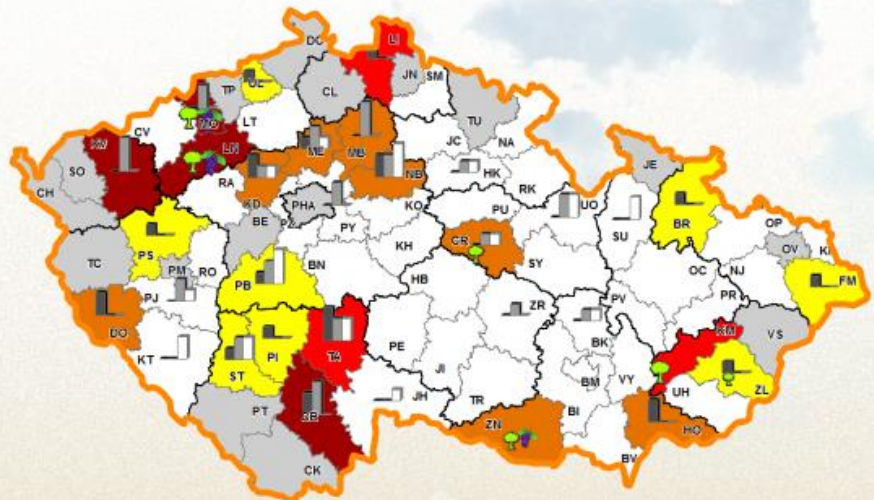 DC
LI
TP
UL
CL
JN
SM
MO
LT
CV
KV
TU
LN
ME
MB
JC
NA
SO
JE
CH
RA
HK
NB
RK
KD
PHA
KO
UO
BR
OP
BE
PZ
PU
SU
PS
PY
CR
OV
KI
TC
PM
RO
KH
SY
OC
NJ
FM
PB
BN
HB
PJ
PR
DO
ZR
PV
KM
VS
TA
KT
ST
PI
PE
BK
JI
BM
VY
UH
ZL
PT
CB
JH
TR
ZN
BI
HO
CK
BV